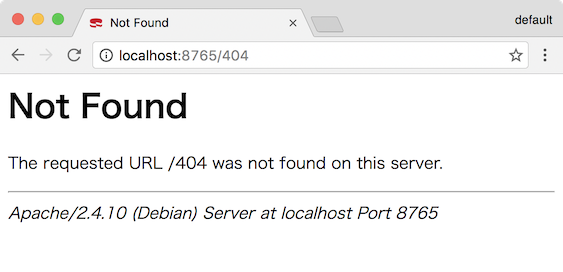 Not Found
default
localhost:8765/404
Not Found
The requested URL /404 was not found on this server.
Apache/2.4.10 (Debian) Server at localhost Port 8765